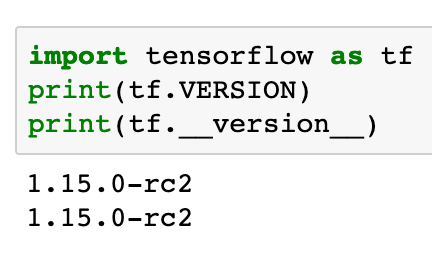 import tensorflow as tf
print(tf.VERSION)
print(tf.__version__)
1.15.0-rc2
1.15.0-rc2